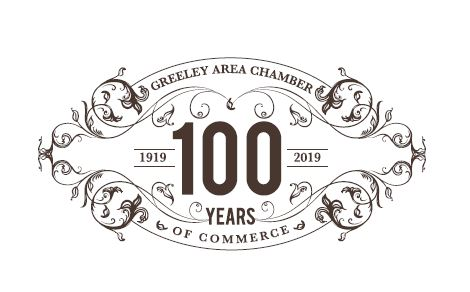 GREELEY AREA CHAMBER
1919 100 2019
YEARS
OF COMMERCE